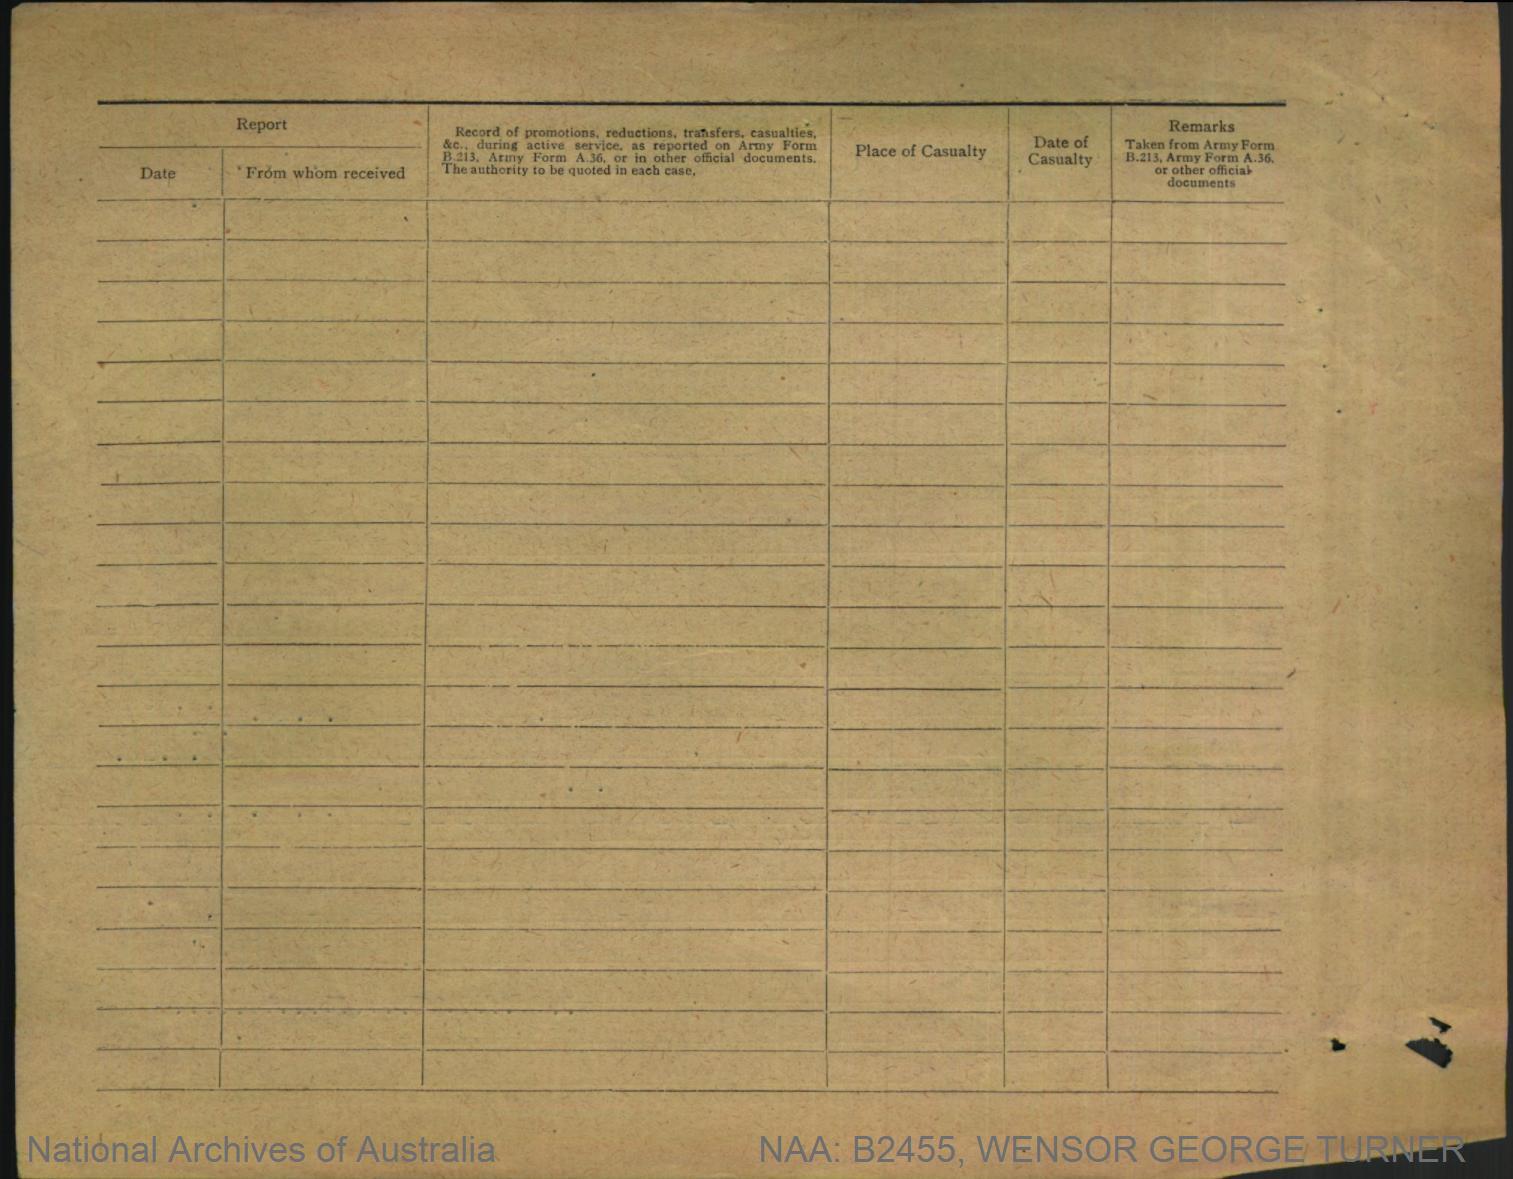 Report
Date
From whom received
Record of promotions, reductions, transfers, casualties,
&c., during active service, as reported on Army Form
B.213, Army Form A.36, or in other official documents.
The authority to be quoted in each case.
Place of Casualty
Date of
Casualty
Remarks
Taken from Army Form
B.213, Army Form A.36,
or other official
documents
National Archives of Australia
NAA: B2455, WENSOR GEORGE TURNER